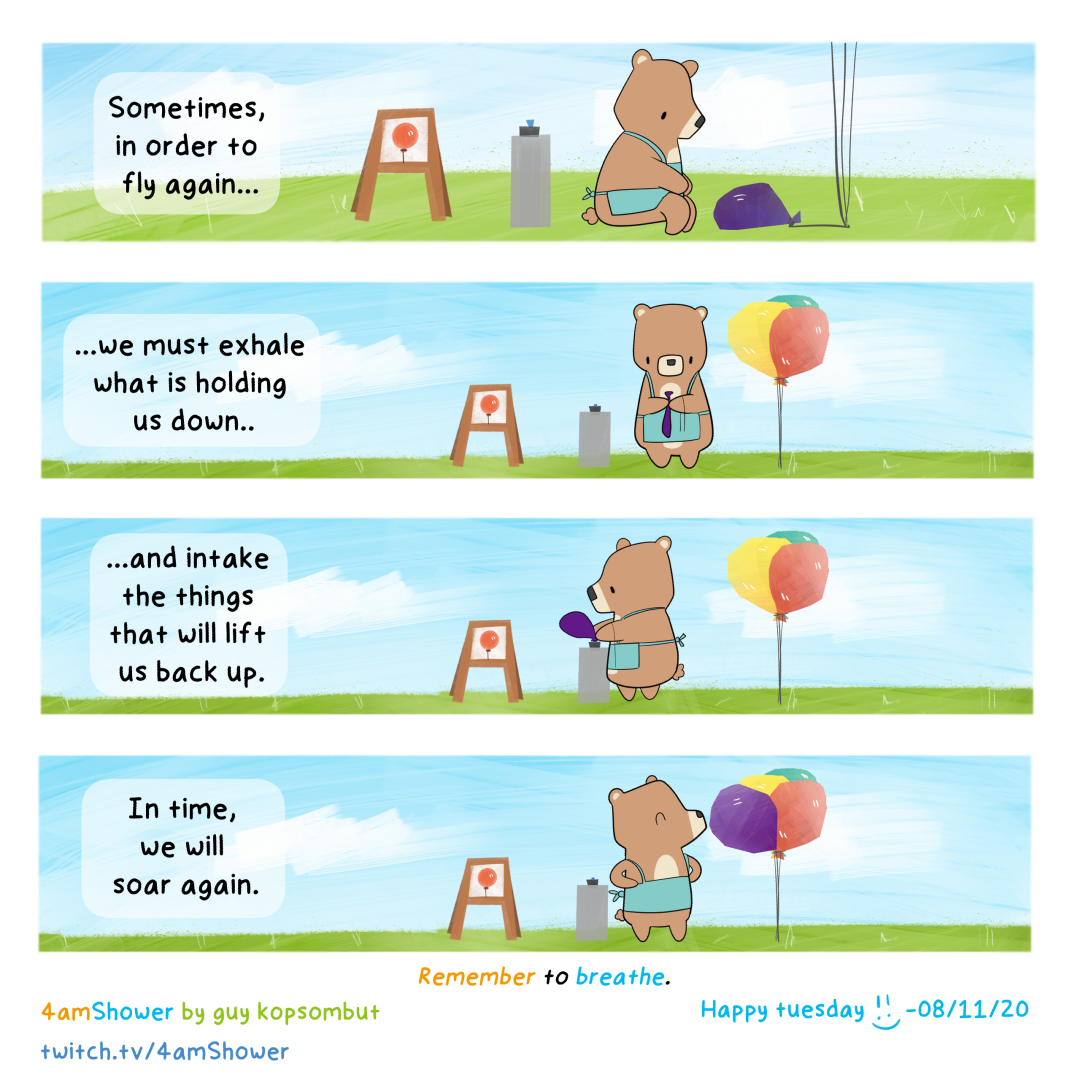 Sometimes,
in order to
fly again...
...we must exhale
what is holding
us down..
...and intake
the things
that will lift
us back up.
In time,
we will
soar again.
Remember to breathe.
4amShower by guy kopsombut
Happy tuesday !! -08/11/20
twitch.tv/4amShower